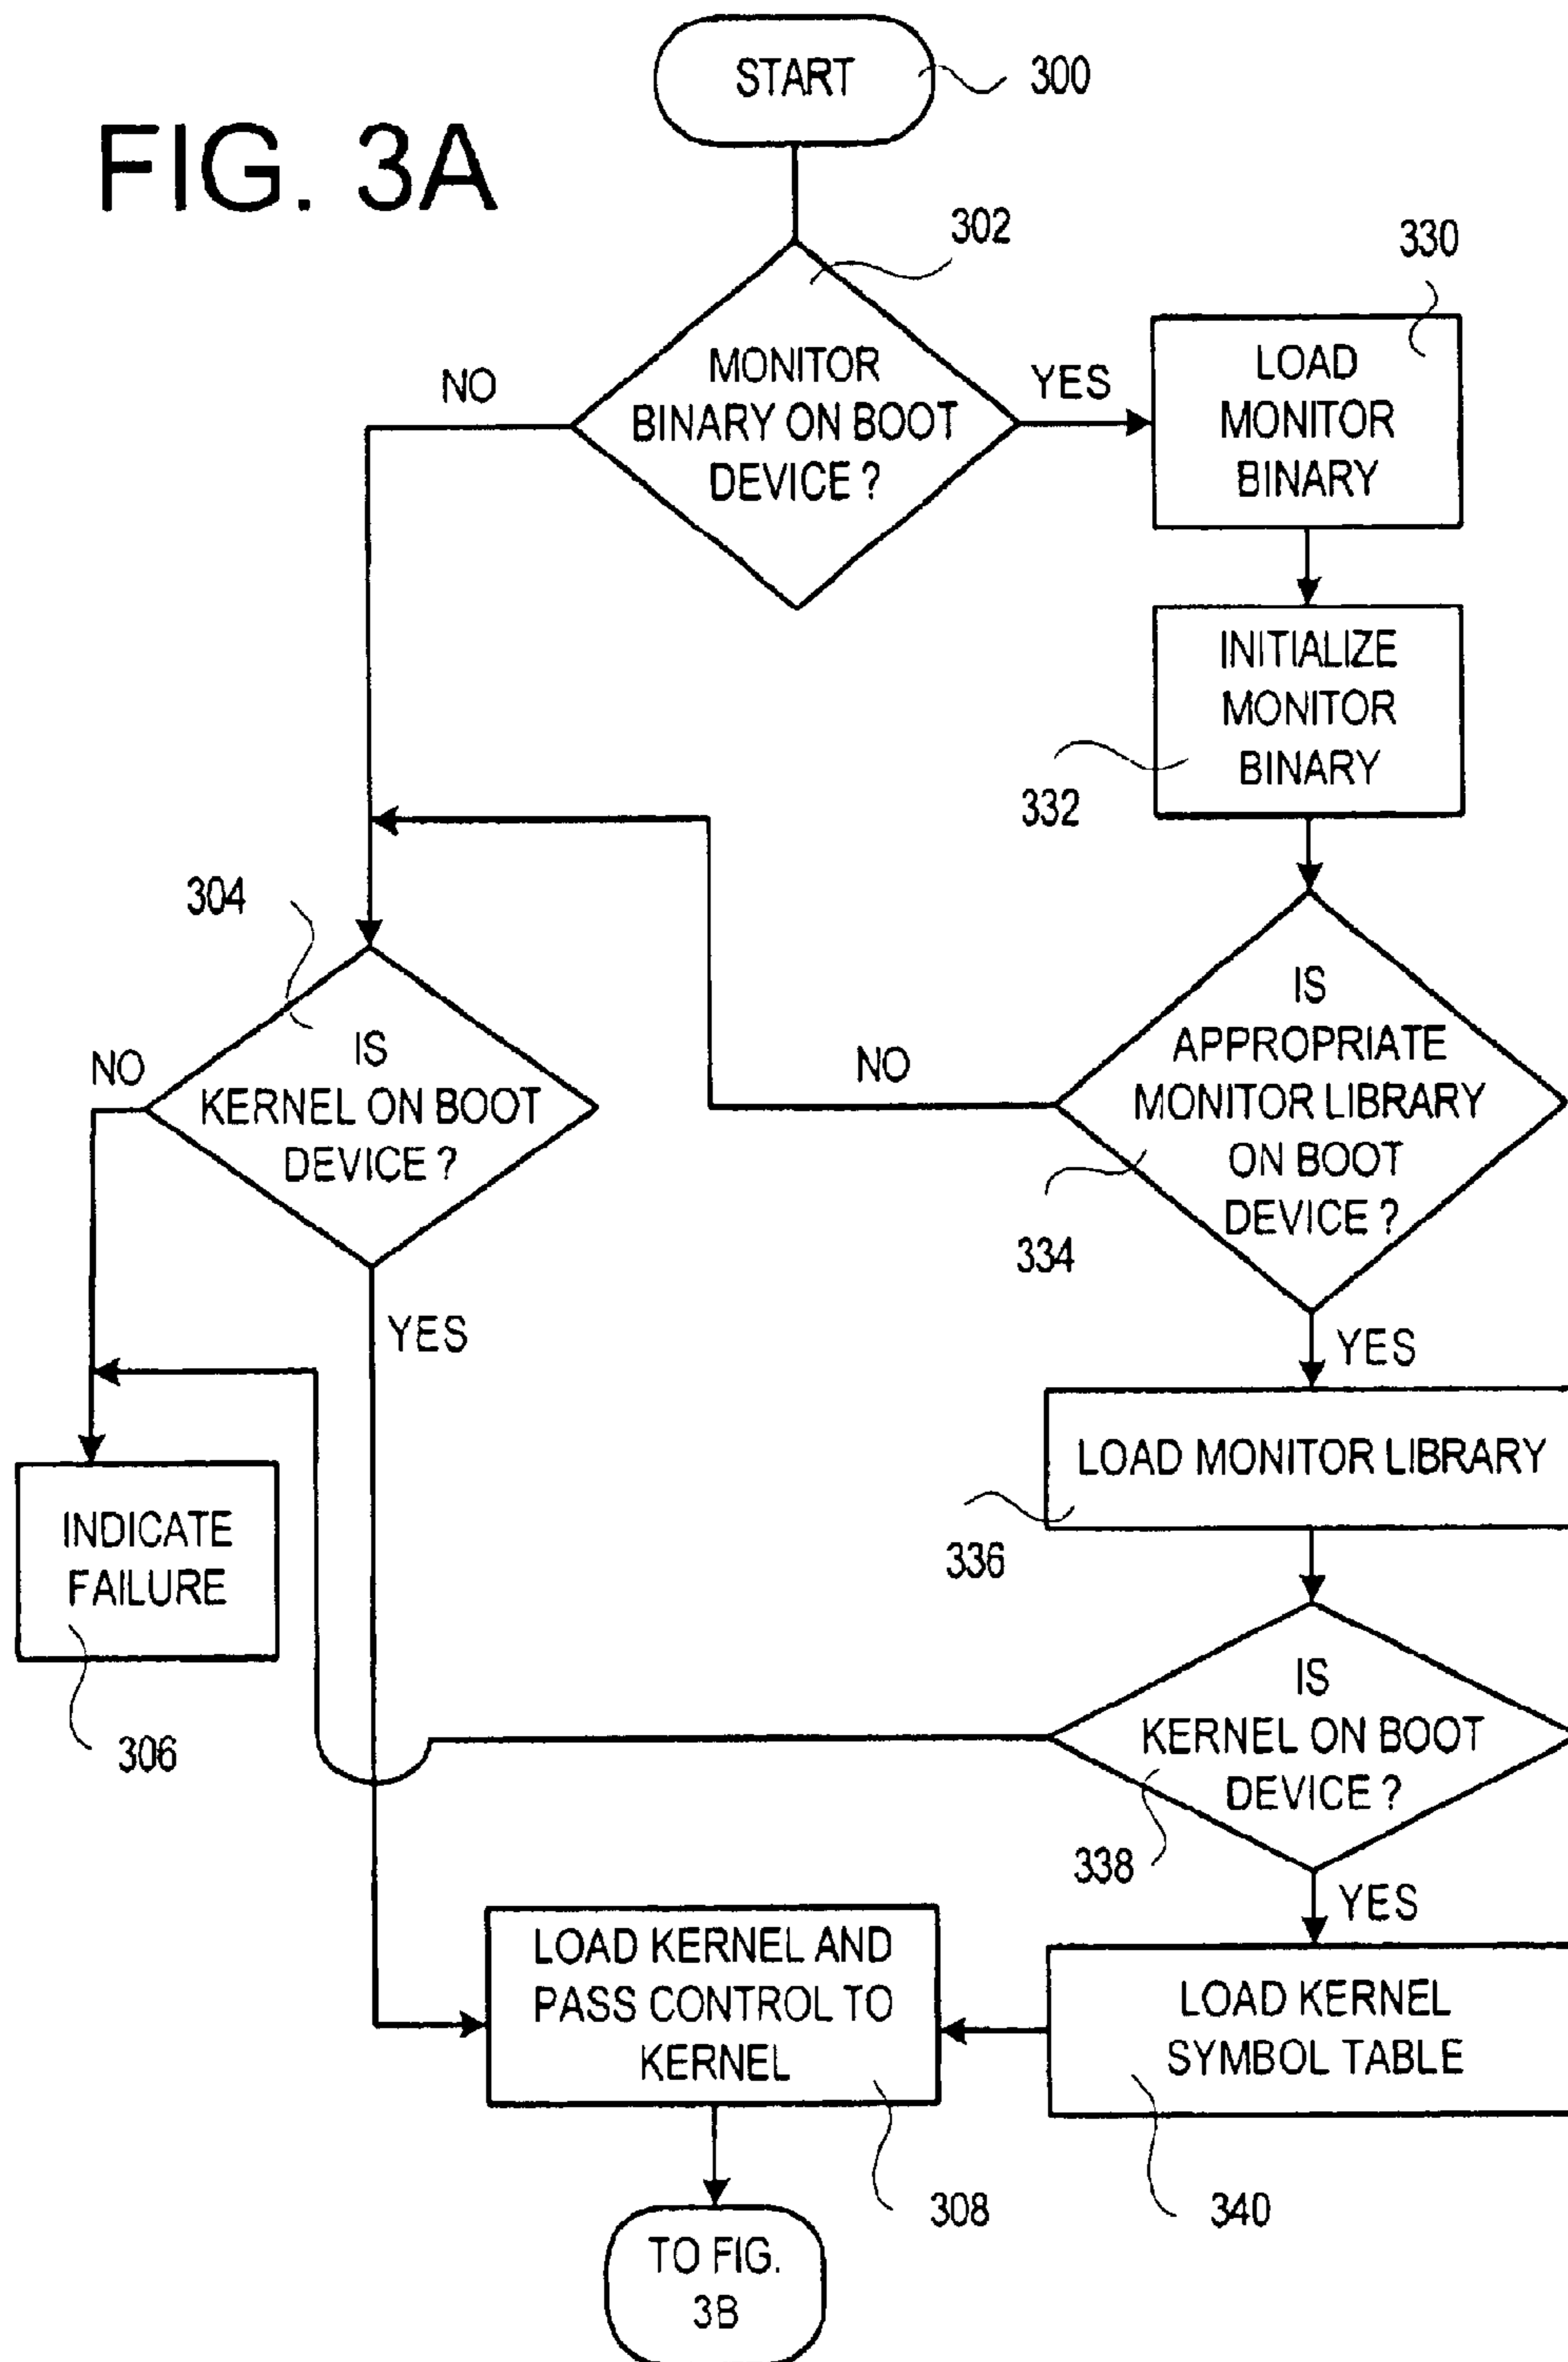 FIG. 3A
START
300
302
MONITOR
BINARY ON BOOT
DEVICE ?
NO
YES
330
LOAD
MONITOR
BINARY
INITIALIZE
MONITOR
BINARY
332
304
IS
KERNEL ON BOOT
DEVICE ?
NO
YES
IS
APPROPRIATE
MONITOR LIBRARY
ON BOOT
DEVICE ?
NO
334
YES
LOAD MONITOR LIBRARY
336
INDICATE
FAILURE
306
IS
KERNEL ON BOOT
DEVICE ?
338
YES
LOAD KERNEL AND
PASS CONTROL TO
KERNEL
308
LOAD KERNEL
SYMBOL TABLE
340
TO FIG.
3B